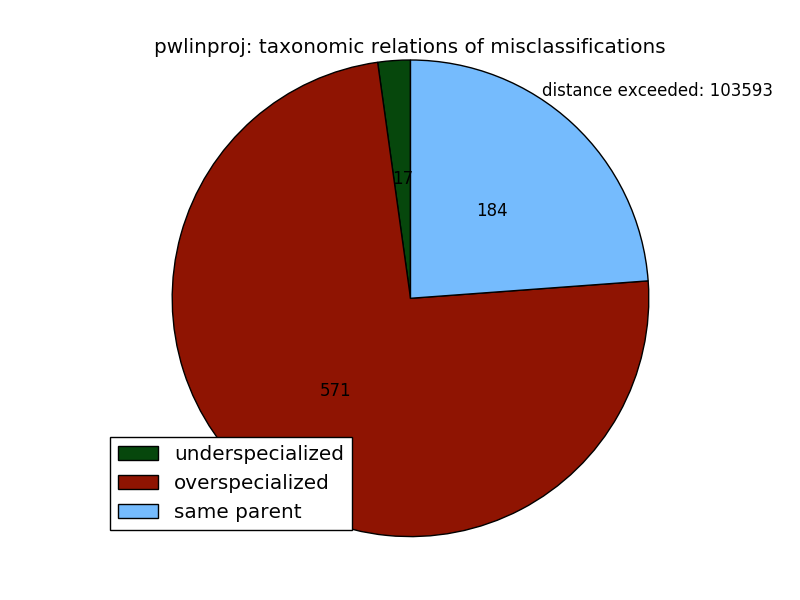 pwlinproj: taxonomic relations of misclassifications
distance exceeded: 103593
17
184
571
underspecialized
overspecialized
same parent